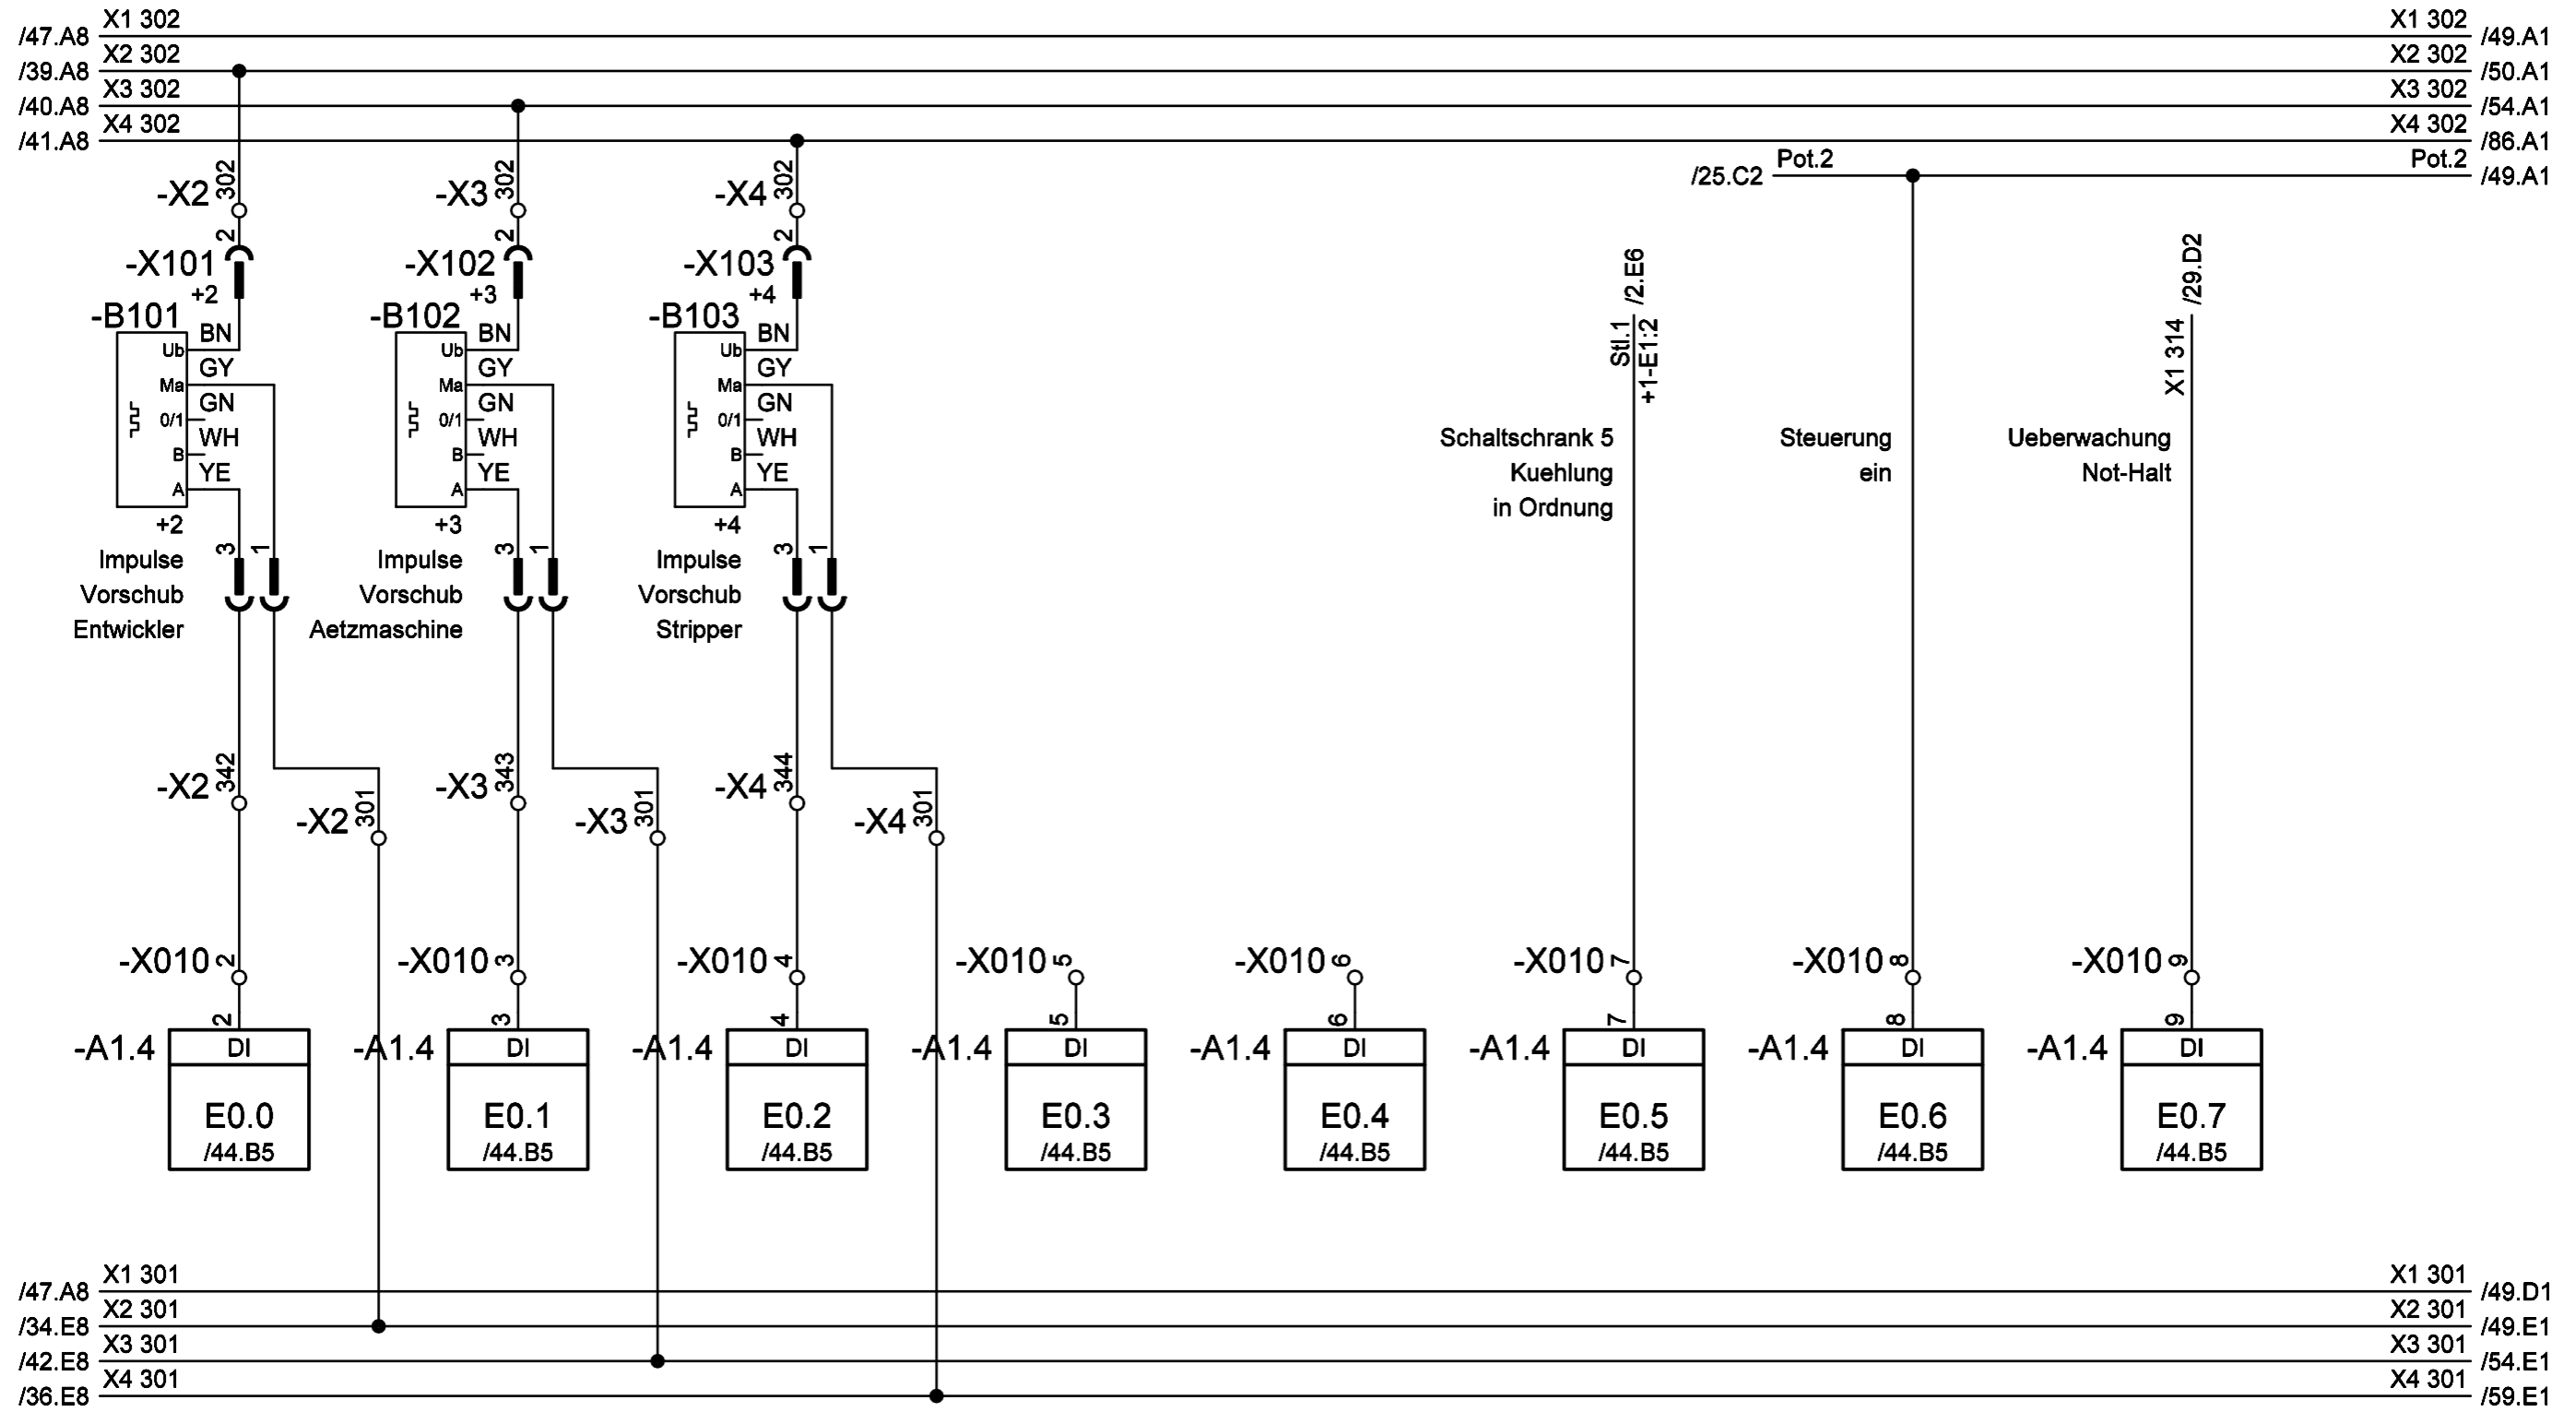 X1 302 X1 302
/47.A8 /49.A1
X2 302 X2 302
/39.A8 /50.A1
X3 302 X3 302
/40.A8 /54.A1
X4 302 X4 302
/41.A8 /86.A1
Pot.2 Pot.2
/25.C2 /49.A1
-X2 302 -X3 302 -X4 302
2 2 2
-X101 -X102 -X103
+2 +3 +4
/2.E6 /29.D2
Stl.1 +1-E1:2 X1 314
-B101 -B102 -B103
BN BN BN
Ub Ub Ub
GY GY GY
Ma Ma Ma
GN GN GN
0/1 0/1 0/1
WH WH WH
B B B
YE YE YE
A A A
+2 +3 +4
Schaltschrank 5
Kuehlung
in Ordnung
Steuerung
ein
Ueberwachung
Not-Halt
3 1 3 1 3 1
Impulse
Vorschub
Entwickler
Impulse
Vorschub
Aetzmaschine
Impulse
Vorschub
Stripper
-X2 342 -X3 343 -X4 344
-X2 301 -X3 301 -X4 301
-X010 2 -X010 3 -X010 4 -X010 5 -X010 6 -X010 7 -X010 8 -X010 9
2 3 4 5 6 7 8 9
-A1.4 DI -A1.4 DI -A1.4 DI -A1.4 DI -A1.4 DI -A1.4 DI -A1.4 DI -A1.4 DI
E0.0 E0.1 E0.2 E0.3 E0.4 E0.5 E0.6 E0.7
/44.B5 /44.B5 /44.B5 /44.B5 /44.B5 /44.B5 /44.B5 /44.B5
X1 301 X1 301
/47.A8 /49.D1
X2 301 X2 301
/34.E8 /49.E1
X3 301 X3 301
/42.E8 /54.E1
X4 301 X4 301
/36.E8 /59.E1